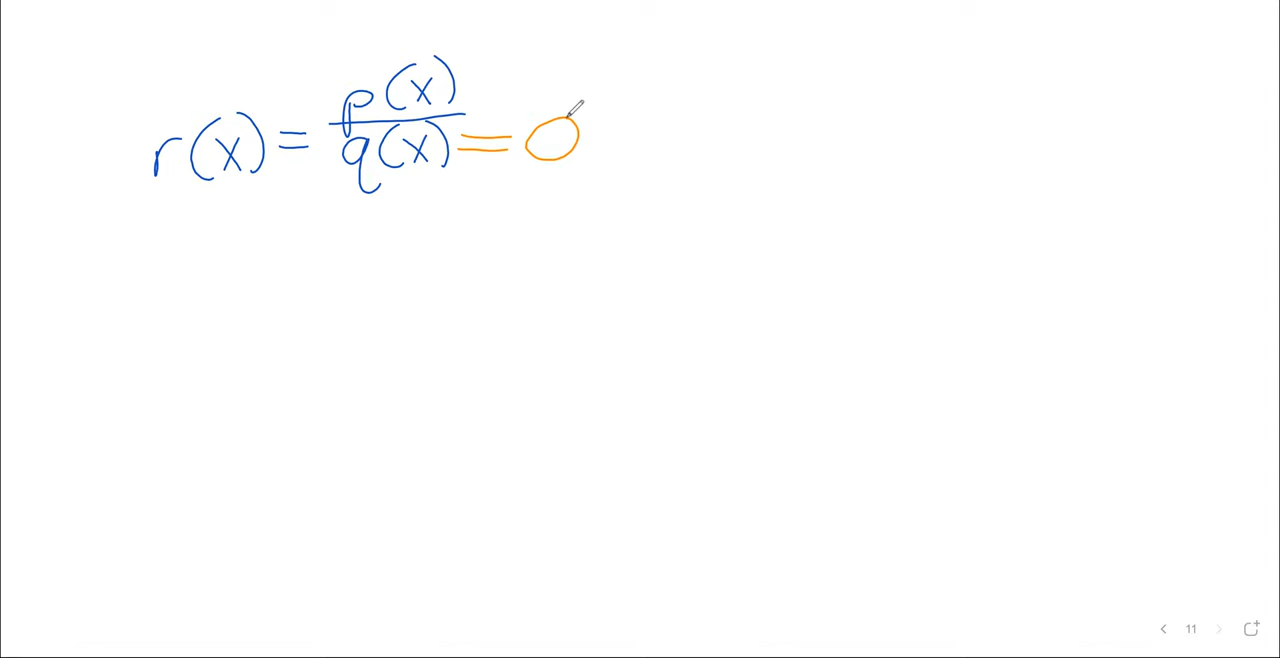 r(x) = p(x)/q(x) = 0
11